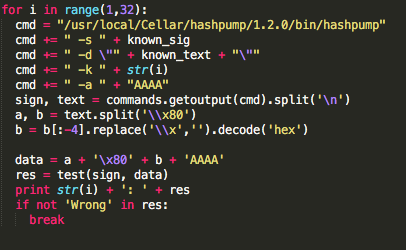 for i in range(1,32):
cmd = "/usr/local/Cellar/hashpump/1.2.0/bin/hashpump"
cmd += " -s " + known_sig
cmd += " -d \"" + known_text + "\""
cmd += " -k " + str(i)
cmd += " -a " + "AAAA"
sign, text = commands.getoutput(cmd).split('\n')
a, b = text.split('\\x80')
b = b[:-4].replace('\\x','').decode('hex')
data = a + '\x80' + b + 'AAAA'
res = test(sign, data)
print str(i) + ': ' + res
if not 'Wrong' in res:
break